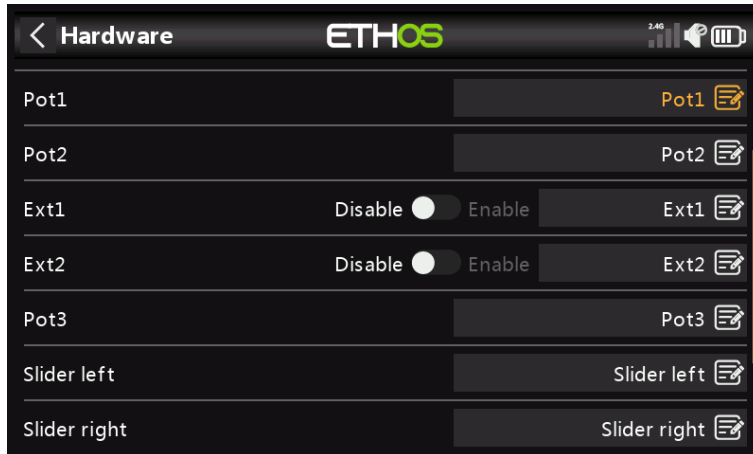 Hardware ETHOS 2.4G
Pot1 Pot1
Pot2 Pot2
Ext1 Disable Enable Ext1
Ext2 Disable Enable Ext2
Pot3 Pot3
Slider left Slider left
Slider right Slider right